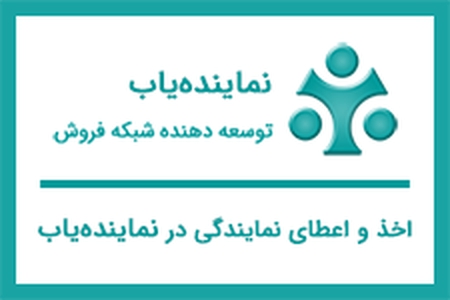 نماینده‌یاب
توسعه دهنده شبکه فروش
اخذ و اعطای نمایندگی در نماینده‌یاب